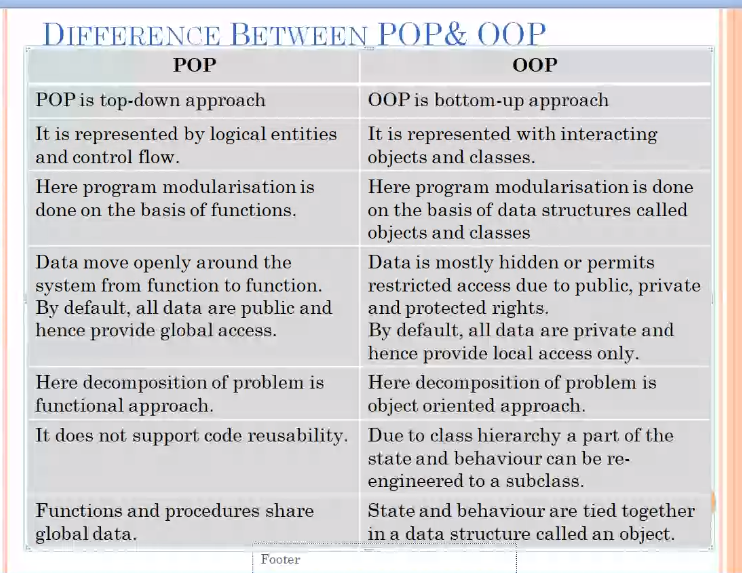 DIFFERENCE BETWEEN POP& OOP
POP
OOP
POP is top-down approach
OOP is bottom-up approach
It is represented by logical entities
and control flow.
It is represented with interacting
objects and classes.
Here program modularisation is
done on the basis of functions.
Here program modularisation is done
on the basis of data structures called
objects and classes
Data move openly around the
system from function to function.
By default, all data are public and
hence provide global access.
Data is mostly hidden or permits
restricted access due to public, private
and protected rights.
By default, all data are private and
hence provide local access only.
Here decomposition of problem is
functional approach.
Here decomposition of problem is
object oriented approach.
It does not support code reusability.
Due to class hierarchy a part of the
state and behaviour can be re-
engineered to a subclass.
Functions and procedures share
global data.
State and behaviour are tied together
in a data structure called an object.
Footer